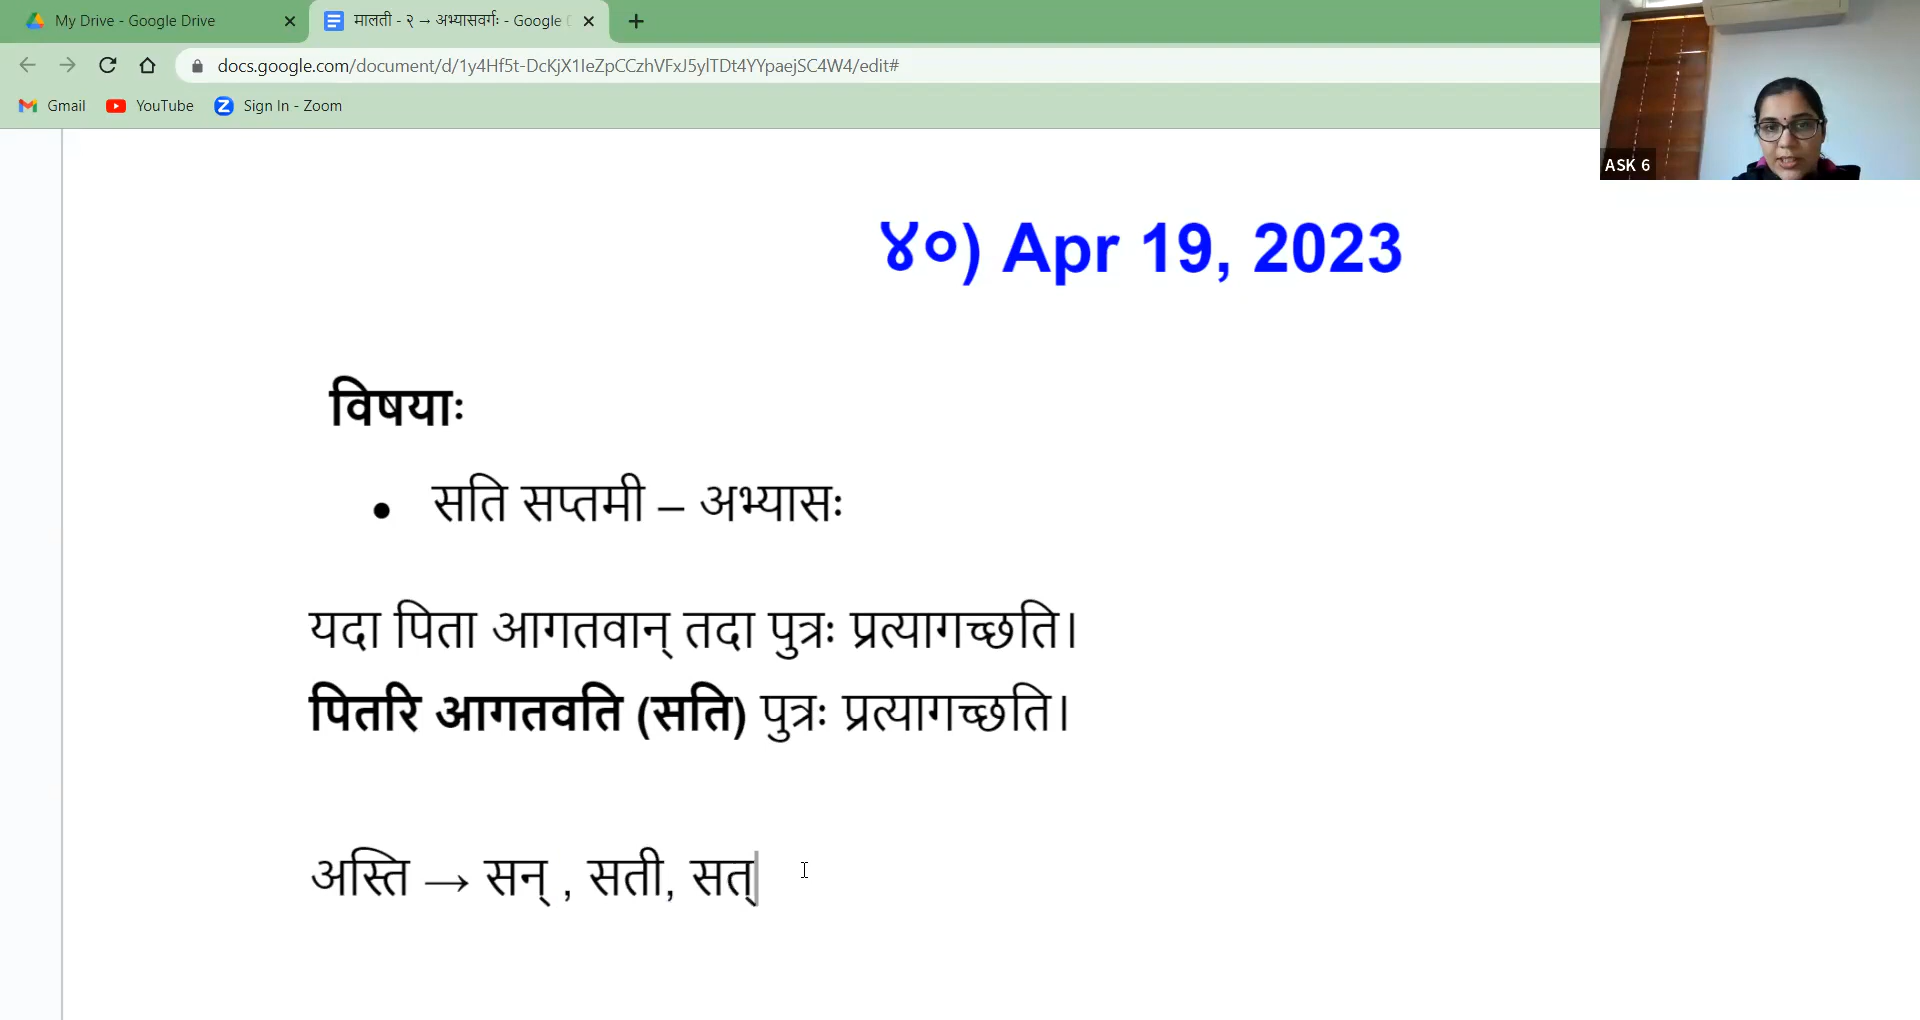 My Drive - Google Drive
मालती - २ → अभ्यासवर्गः - Google
docs.google.com/document/d/1y4Hf5t-DcKjX1IeZpCCzhVFxJ5ylTDt4YYpaejSC4W4/edit#
Gmail YouTube Sign In - Zoom
ASK 6
४०) Apr 19, 2023
विषयाः
● सति सप्तमी – अभ्यासः
यदा पिता आगतवान् तदा पुत्रः प्रत्यागच्छति।
पितरि आगतवति (सति) पुत्रः प्रत्यागच्छति।
अस्ति → सन् , सती, सत्